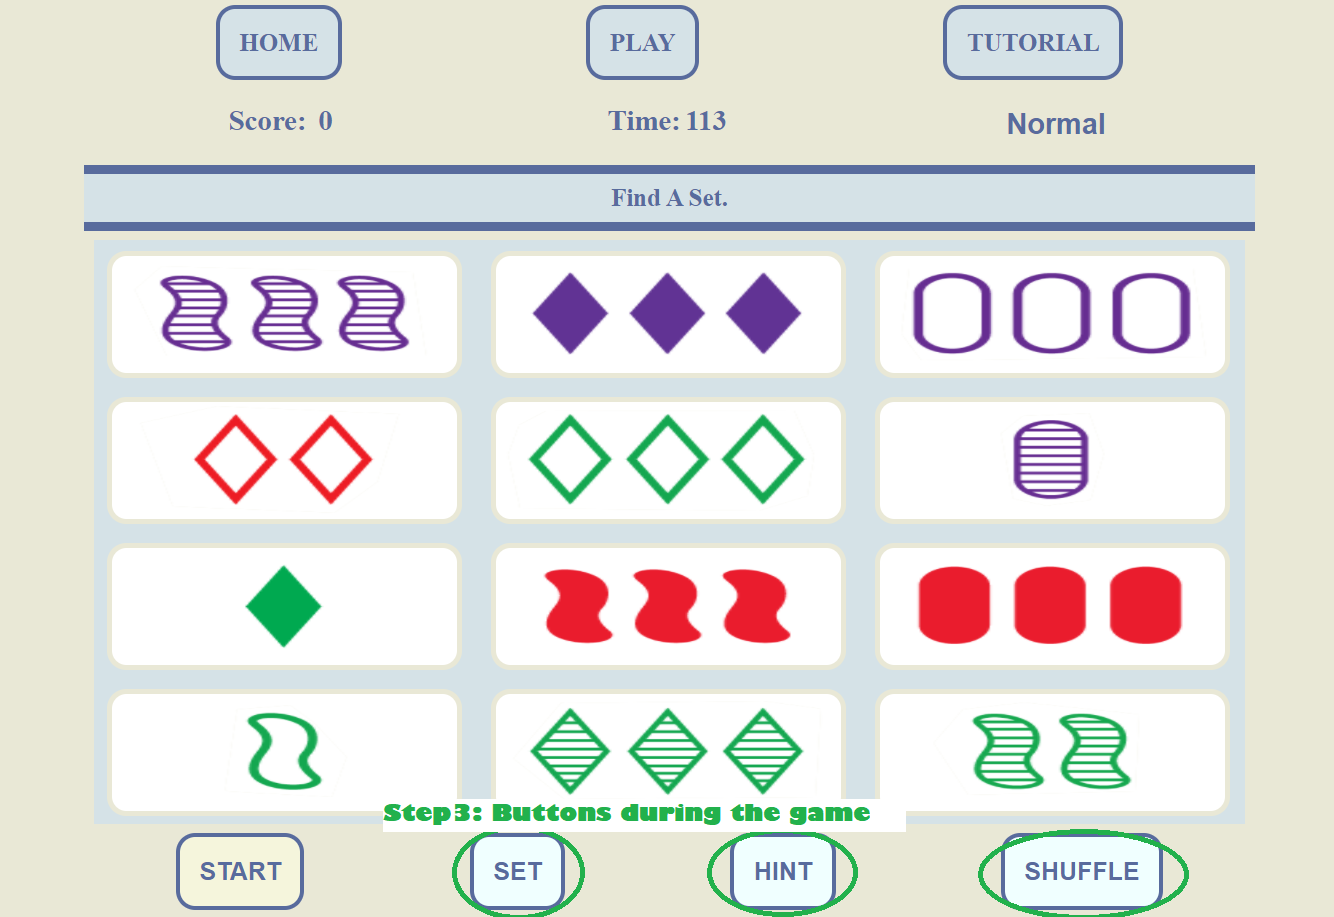 HOME PLAY TUTORIAL
Score: 0 Time: 113 Normal
Find A Set.
Step3: Buttons during the game
START SET HINT SHUFFLE